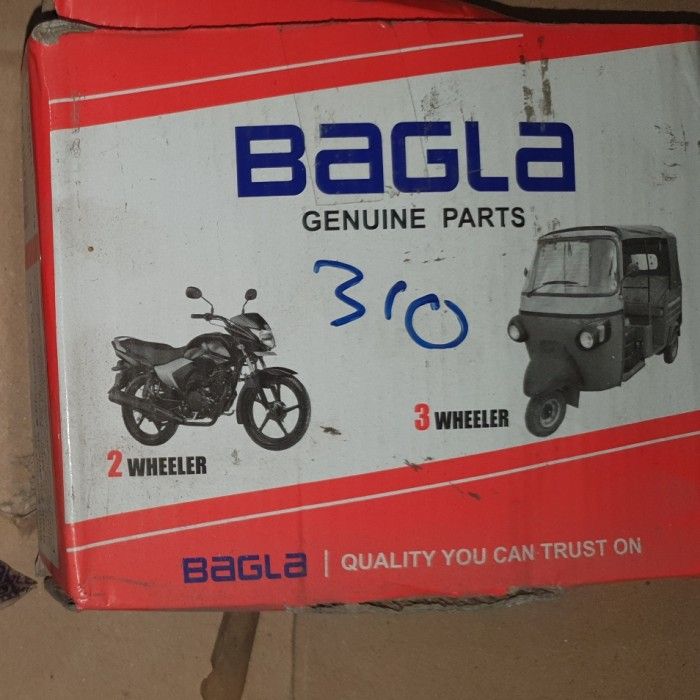 BAGLA
GENUINE PARTS
310
2 WHEELER
3 WHEELER
BAGLA | QUALITY YOU CAN TRUST ON